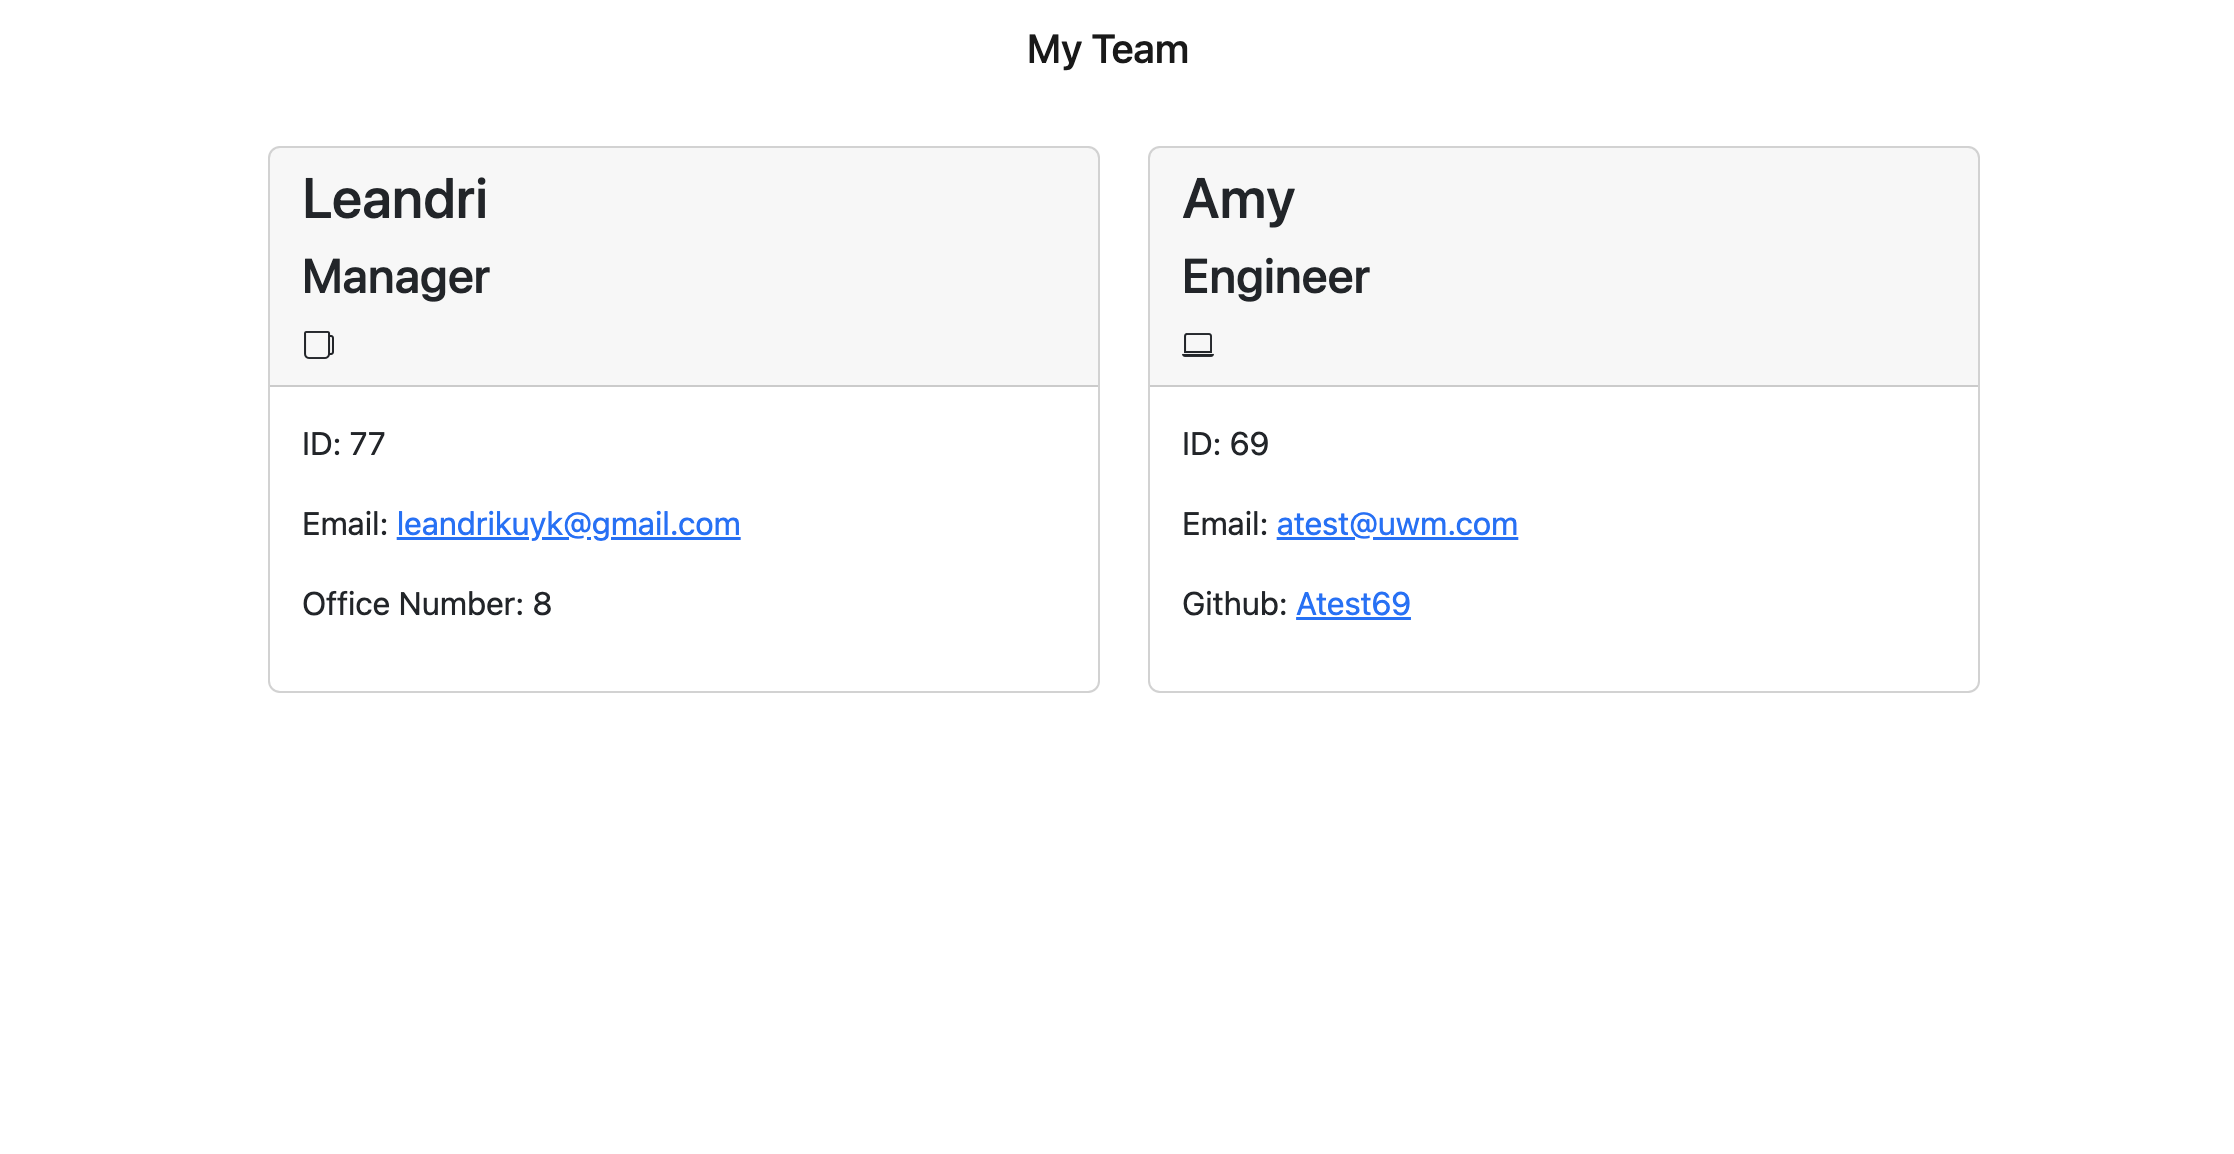 My Team
Leandri
Manager
ID: 77
Email: leandrikuyk@gmail.com
Office Number: 8
Amy
Engineer
ID: 69
Email: atest@uwm.com
Github: Atest69